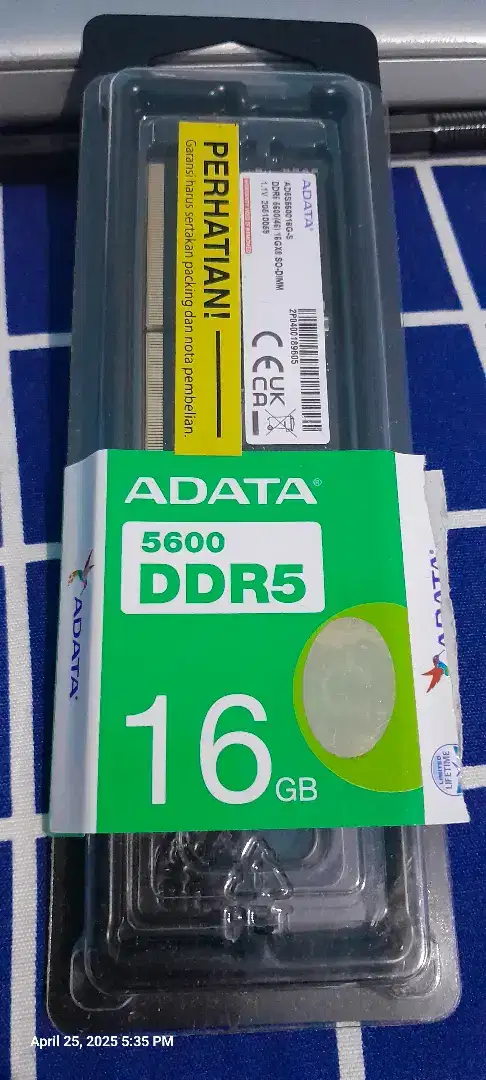 PERHATIAN!
Garansi harus sertakan packing dan nota pembelian.
ADATA
AD5S560016G-S
DDR5 5600(46) 16GX8 SO-DIMM
1.1V
2P0400189605
CE UK
CA
ADATA®
5600
DDR5
16GB
ADATA
ADATA
LIMITED
LIFETIME
April 25, 2025 5:35 PM